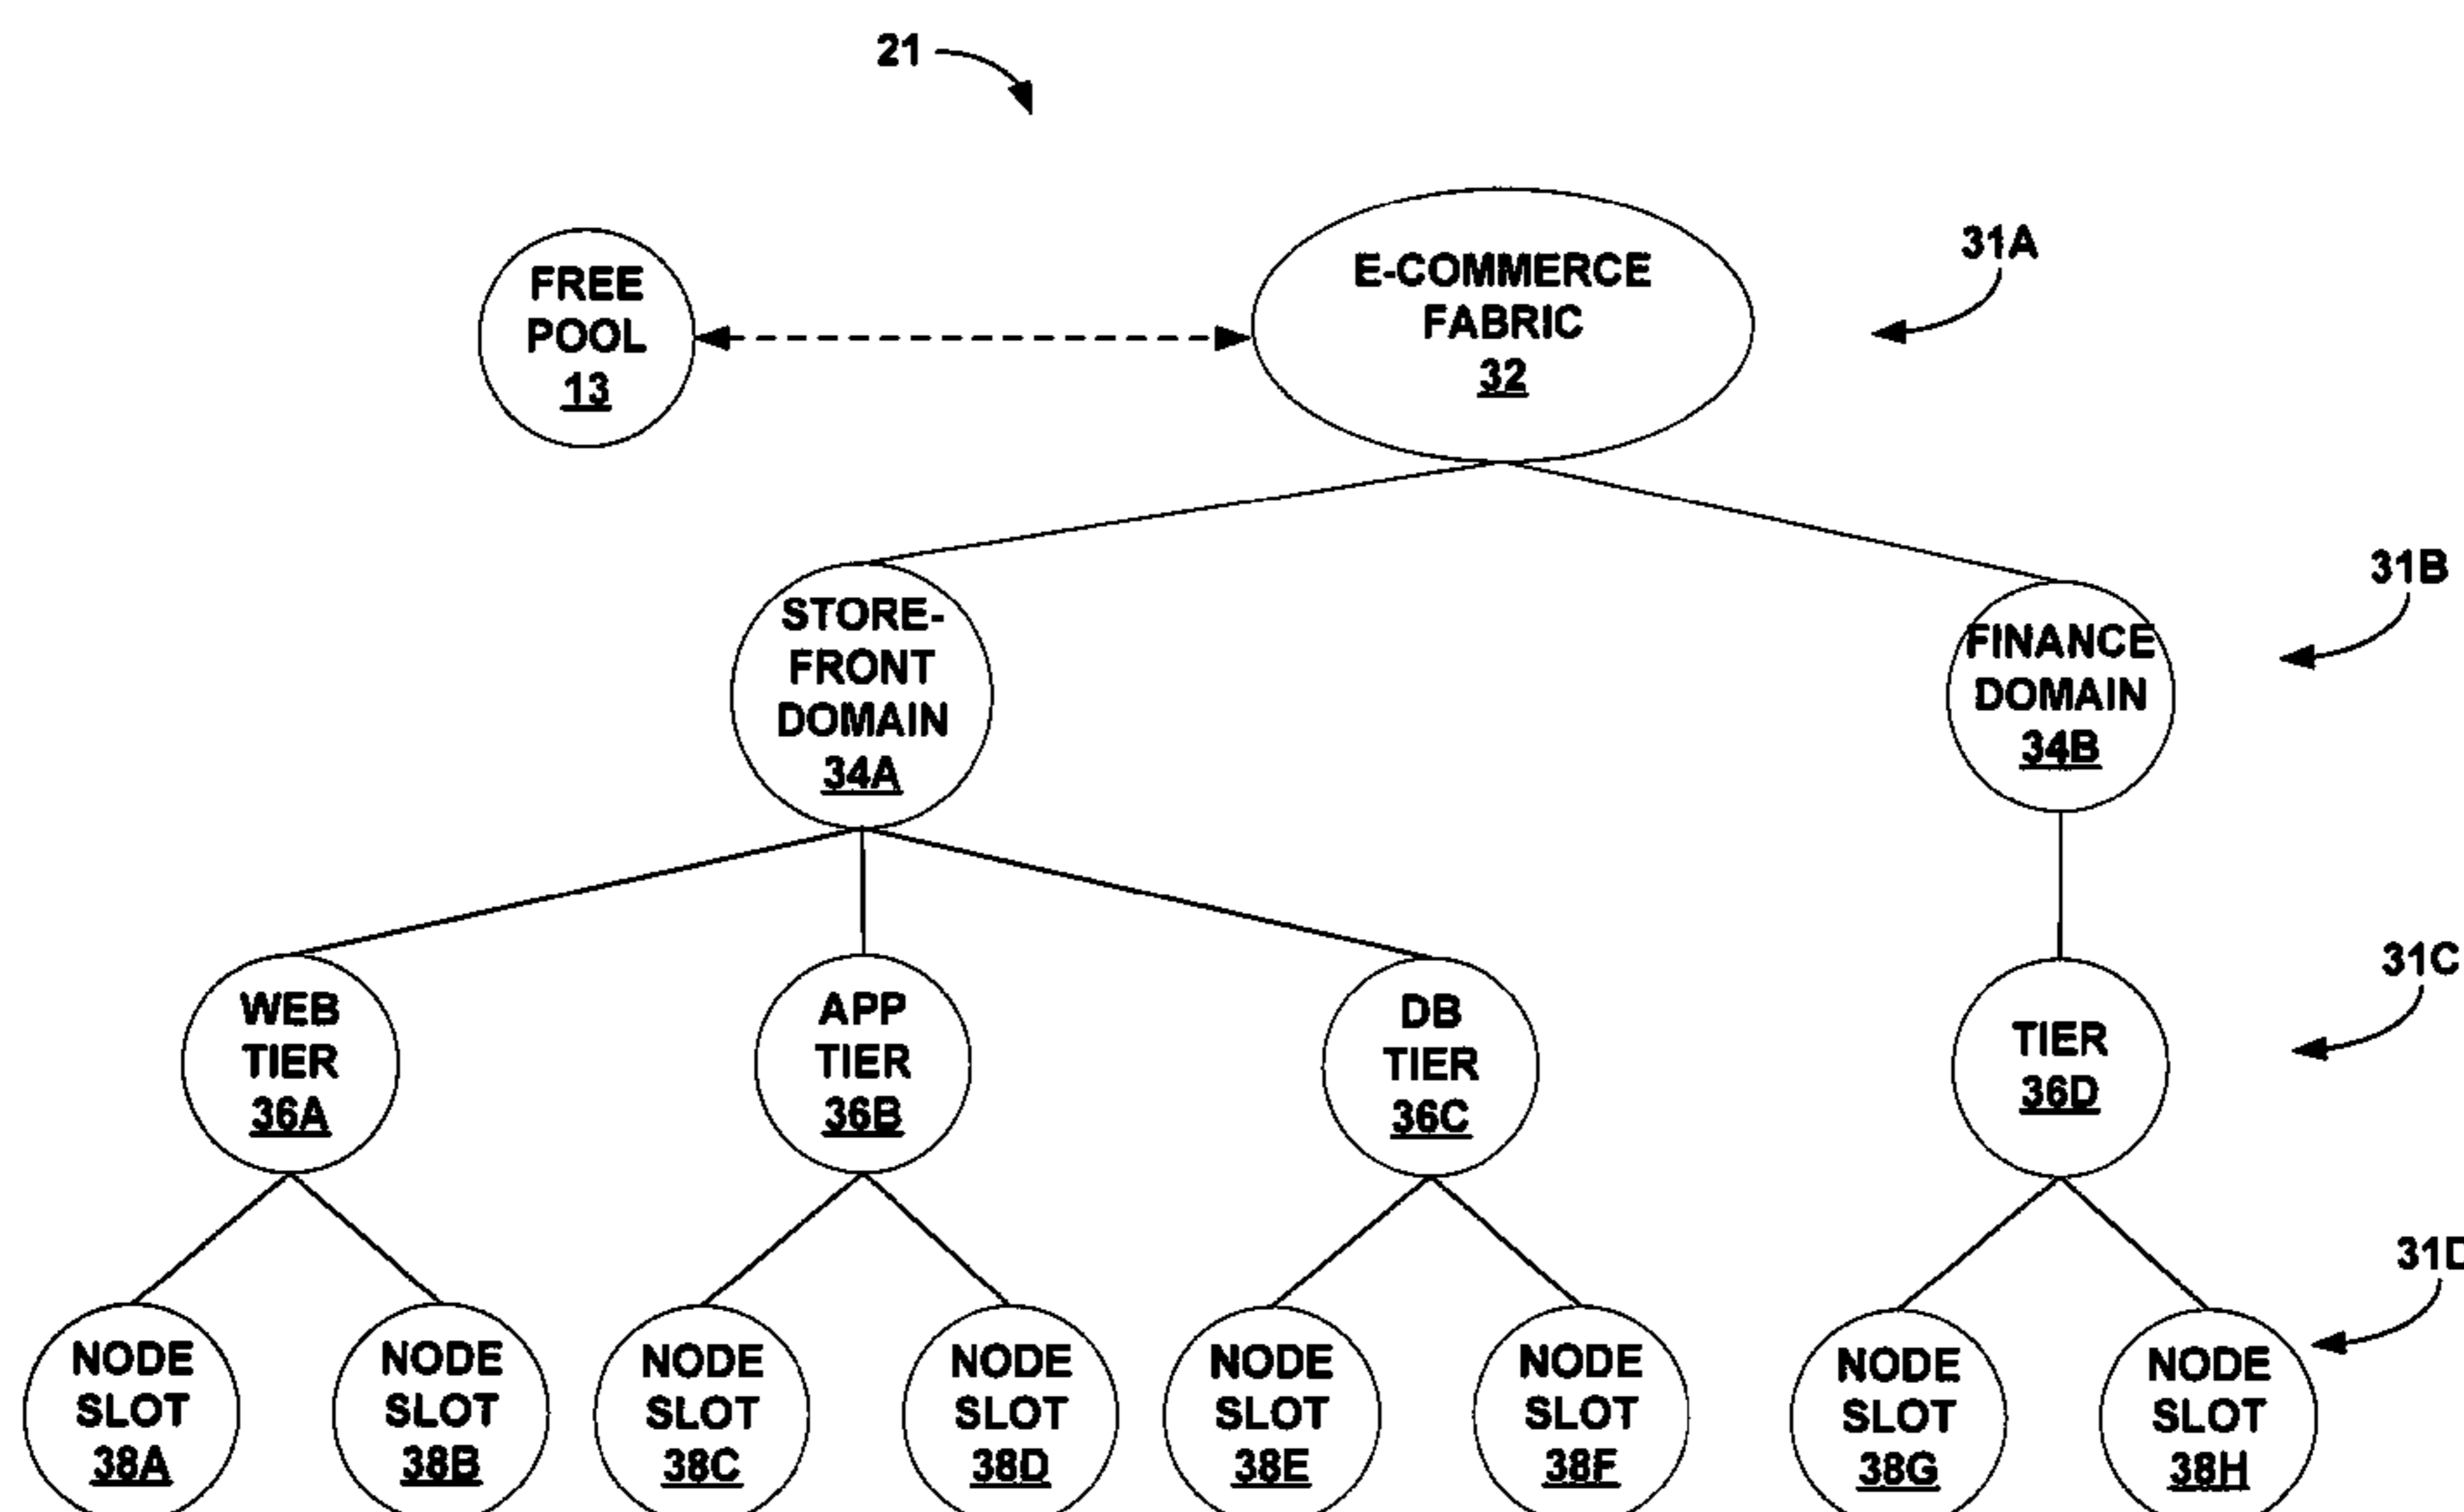 21
31A
FREE
POOL
13
E-COMMERCE
FABRIC
32
31B
STORE-
FRONT
DOMAIN
34A
FINANCE
DOMAIN
34B
31C
WEB
TIER
36A
APP
TIER
36B
DB
TIER
36C
TIER
36D
31D
NODE
SLOT
38A
NODE
SLOT
38B
NODE
SLOT
38C
NODE
SLOT
38D
NODE
SLOT
38E
NODE
SLOT
38F
NODE
SLOT
38G
NODE
SLOT
38H